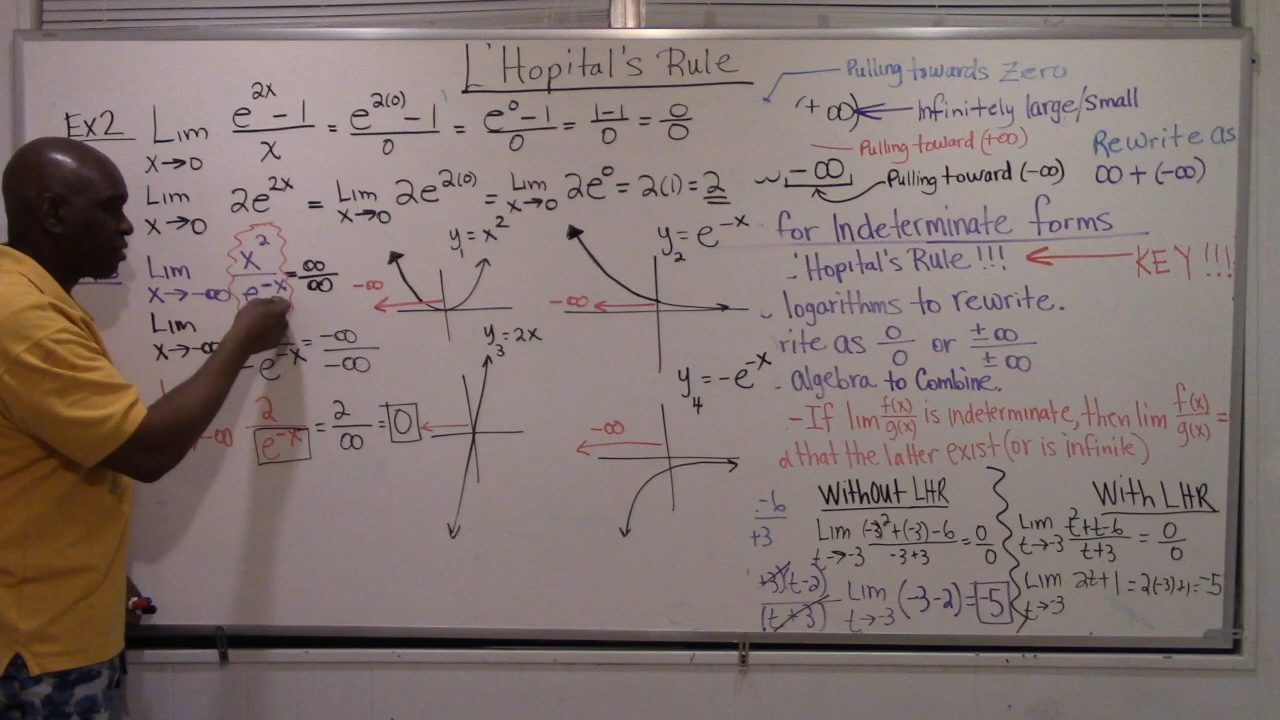 L'Hopital's Rule
Ex2 Lim x→0 (e^{2x} - 1)/x = (e^{2(0)} - 1)/0 = (e^0 - 1)/0 = (1-1)/0 = 0/0
Lim x→0 2e^{2x} = Lim x→0 2e^{2(0)} = Lim x→0 2e^0 = 2(1) = 2
Lim x→-∞ x^2/e^{-x} = ∞/∞
Lim x→-∞ -e^{-x} = -∞/-∞
-∞ 2/e^{-x} = 2/∞ = 0
y_1 = x^2
-∞
y_2 = e^{-x}
-∞
y_3 = 2x
y_4 = -e^{-x}
-∞
Pulling towards Zero
(+∞) ← Infinitely large/small
Pulling toward (+∞)
-∞ Pulling toward (-∞)
Rewrite as
∞ + (-∞)
for Indeterminate forms
'Hopital's Rule !!! ← KEY !!!
logarithms to rewrite.
rite as 0/0 or ±∞/±∞
algebra to Combine.
- If lim f(x)/g(x) is indeterminate, then lim f(x)/g(x) =
that the latter exist (or is infinite)
Without LHR
-6
+3
Lim t→-3 ((-3)^2+(-3)-6)/(-3+3) = 0/0
+3)(t-2)/(t+3) Lim t→-3 (-3-2) = -5
With LHR
Lim t→-3 (t^2+t-6)/(t+3) = 0/0
Lim t→-3 2t+1 = 2(-3)+1 = -5